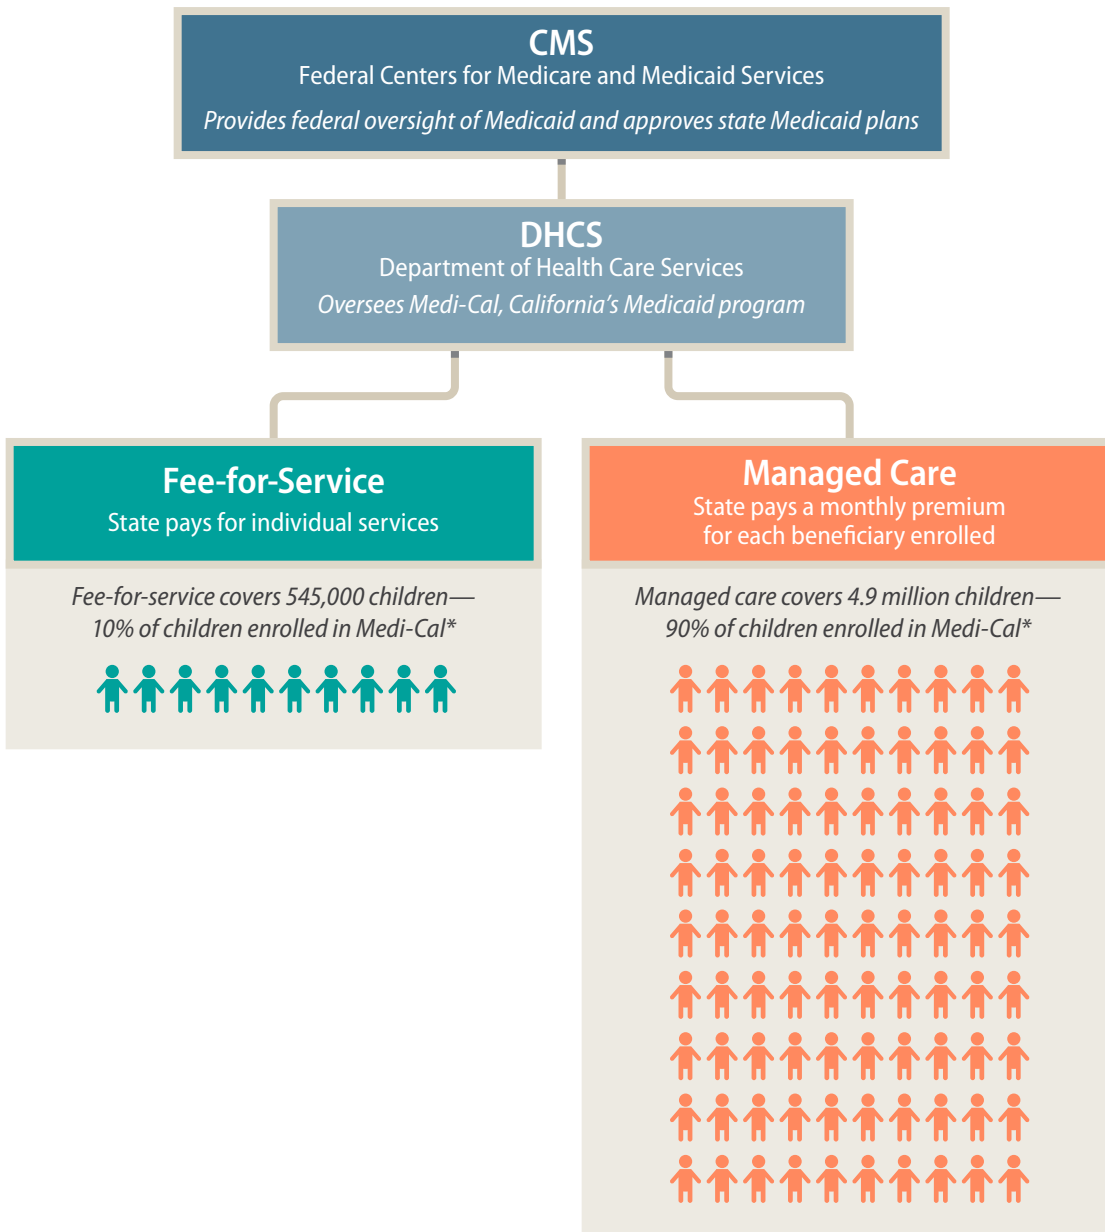 CMS
Federal Centers for Medicare and Medicaid Services
Provides federal oversight of Medicaid and approves state Medicaid plans
DHCS
Department of Health Care Services
Oversees Medi-Cal, California’s Medicaid program
Fee-for-Service
State pays for individual services
Fee-for-service covers 545,000 children—
10% of children enrolled in Medi-Cal*
Managed Care
State pays a monthly premium
for each beneficiary enrolled
Managed care covers 4.9 million children—
90% of children enrolled in Medi-Cal*